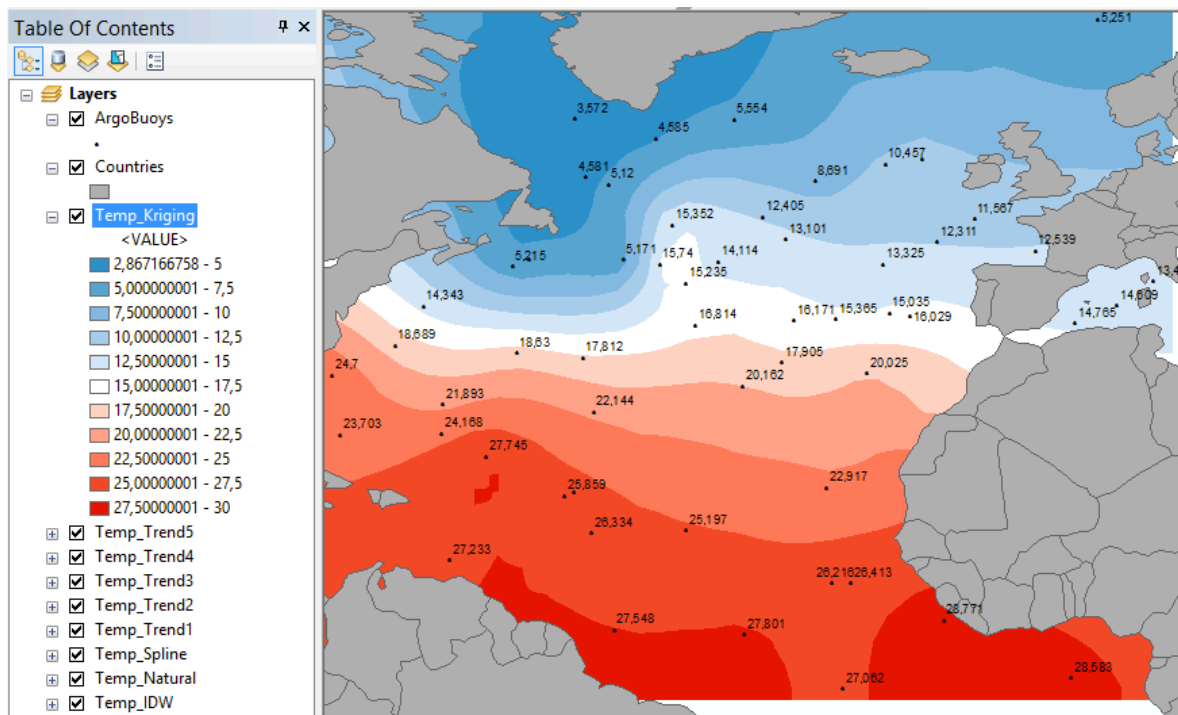 Table Of Contents
Layers
ArgoBuoys
Countries
Temp_Kriging
<VALUE>
2,867166758 - 5
5,000000001 - 7,5
7,500000001 - 10
10,00000001 - 12,5
12,50000001 - 15
15,00000001 - 17,5
17,50000001 - 20
20,00000001 - 22,5
22,50000001 - 25
25,00000001 - 27,5
27,50000001 - 30
Temp_Trend5
Temp_Trend4
Temp_Trend3
Temp_Trend2
Temp_Trend1
Temp_Spline
Temp_Natural
Temp_IDW
5,251
3,572
5,554
4,585
10,457
4,581
5,12
8,691
15,352
12,405
11,567
13,101
12,311
5,215
5,171
15,74
14,114
13,325
12,539
15,235
13,4
14,343
14,609
16,814
16,171
15,365
15,035
16,029
14,765
18,689
18,63
17,812
17,905
24,7
20,162
20,025
21,893
22,144
23,703
24,168
27,745
25,859
22,917
26,334
25,197
27,233
26,216
26,413
27,548
27,801
28,771
27,062
28,583